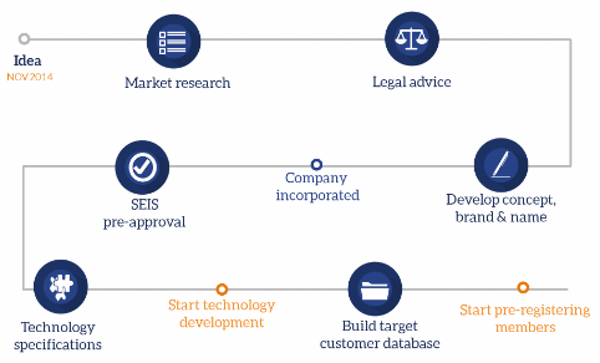 Idea
NOV 2014
Market research
Legal advice
SEIS
pre-approval
Company
incorporated
Develop concept,
brand & name
Technology
specifications
Start technology
development
Build target
customer database
Start pre-registering
members